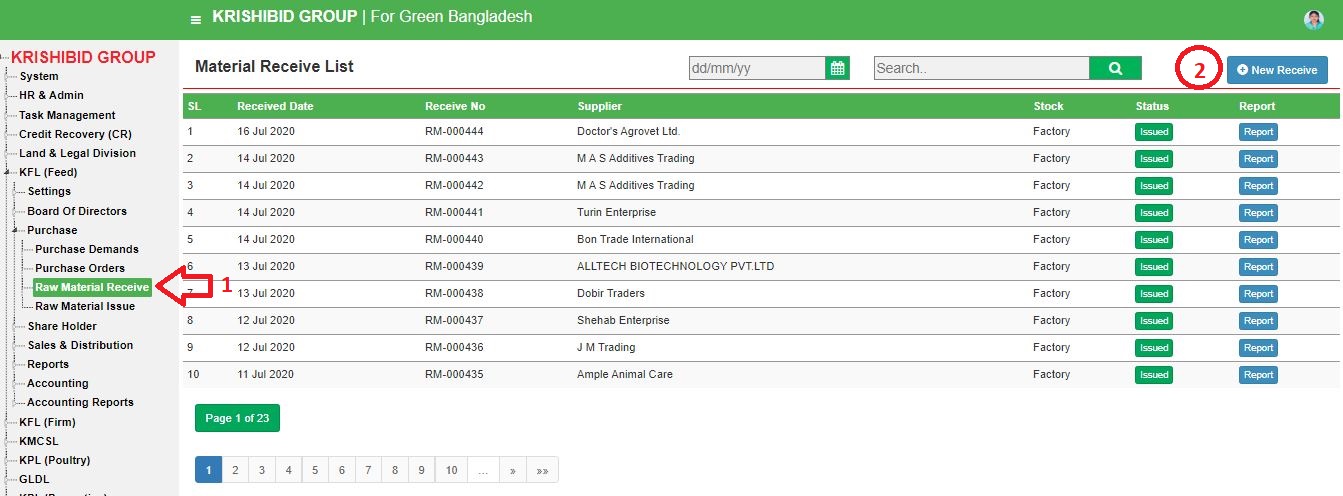 KRISHIBID GROUP | For Green Bangladesh
KRISHIBID GROUP
System
HR & Admin
Task Management
Credit Recovery (CR)
Land & Legal Division
KFL (Feed)
Settings
Board Of Directors
Purchase
Purchase Demands
Purchase Orders
Raw Material Receive
Raw Material Issue
Share Holder
Sales & Distribution
Reports
Accounting
Accounting Reports
KFL (Firm)
KMCSL
KPL (Poultry)
GLDL
1
Material Receive List
dd/mm/yy
Search..
2
New Receive
SL Received Date Receive No Supplier Stock Status Report
1 16 Jul 2020 RM-000444 Doctor's Agrovet Ltd. Factory Issued Report
2 14 Jul 2020 RM-000443 M A S Additives Trading Factory Issued Report
3 14 Jul 2020 RM-000442 M A S Additives Trading Factory Issued Report
4 14 Jul 2020 RM-000441 Turin Enterprise Factory Issued Report
5 14 Jul 2020 RM-000440 Bon Trade International Factory Issued Report
6 13 Jul 2020 RM-000439 ALLTECH BIOTECHNOLOGY PVT.LTD Factory Issued Report
7 13 Jul 2020 RM-000438 Dobir Traders Factory Issued Report
8 12 Jul 2020 RM-000437 Shehab Enterprise Factory Issued Report
9 12 Jul 2020 RM-000436 J M Trading Factory Issued Report
10 11 Jul 2020 RM-000435 Ample Animal Care Factory Issued Report
Page 1 of 23
1 2 3 4 5 6 7 8 9 10 ... » »»